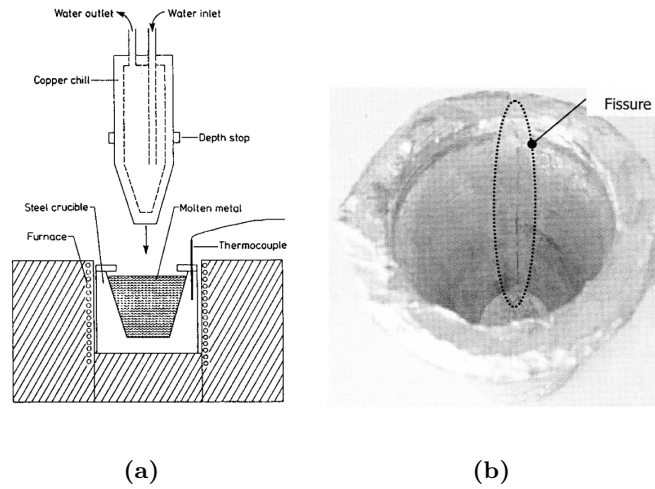 Water outlet
Water inlet
Copper chill
Depth stop
Steel crucible
Molten metal
Furnace
Thermocouple
Fissure
(a)
(b)